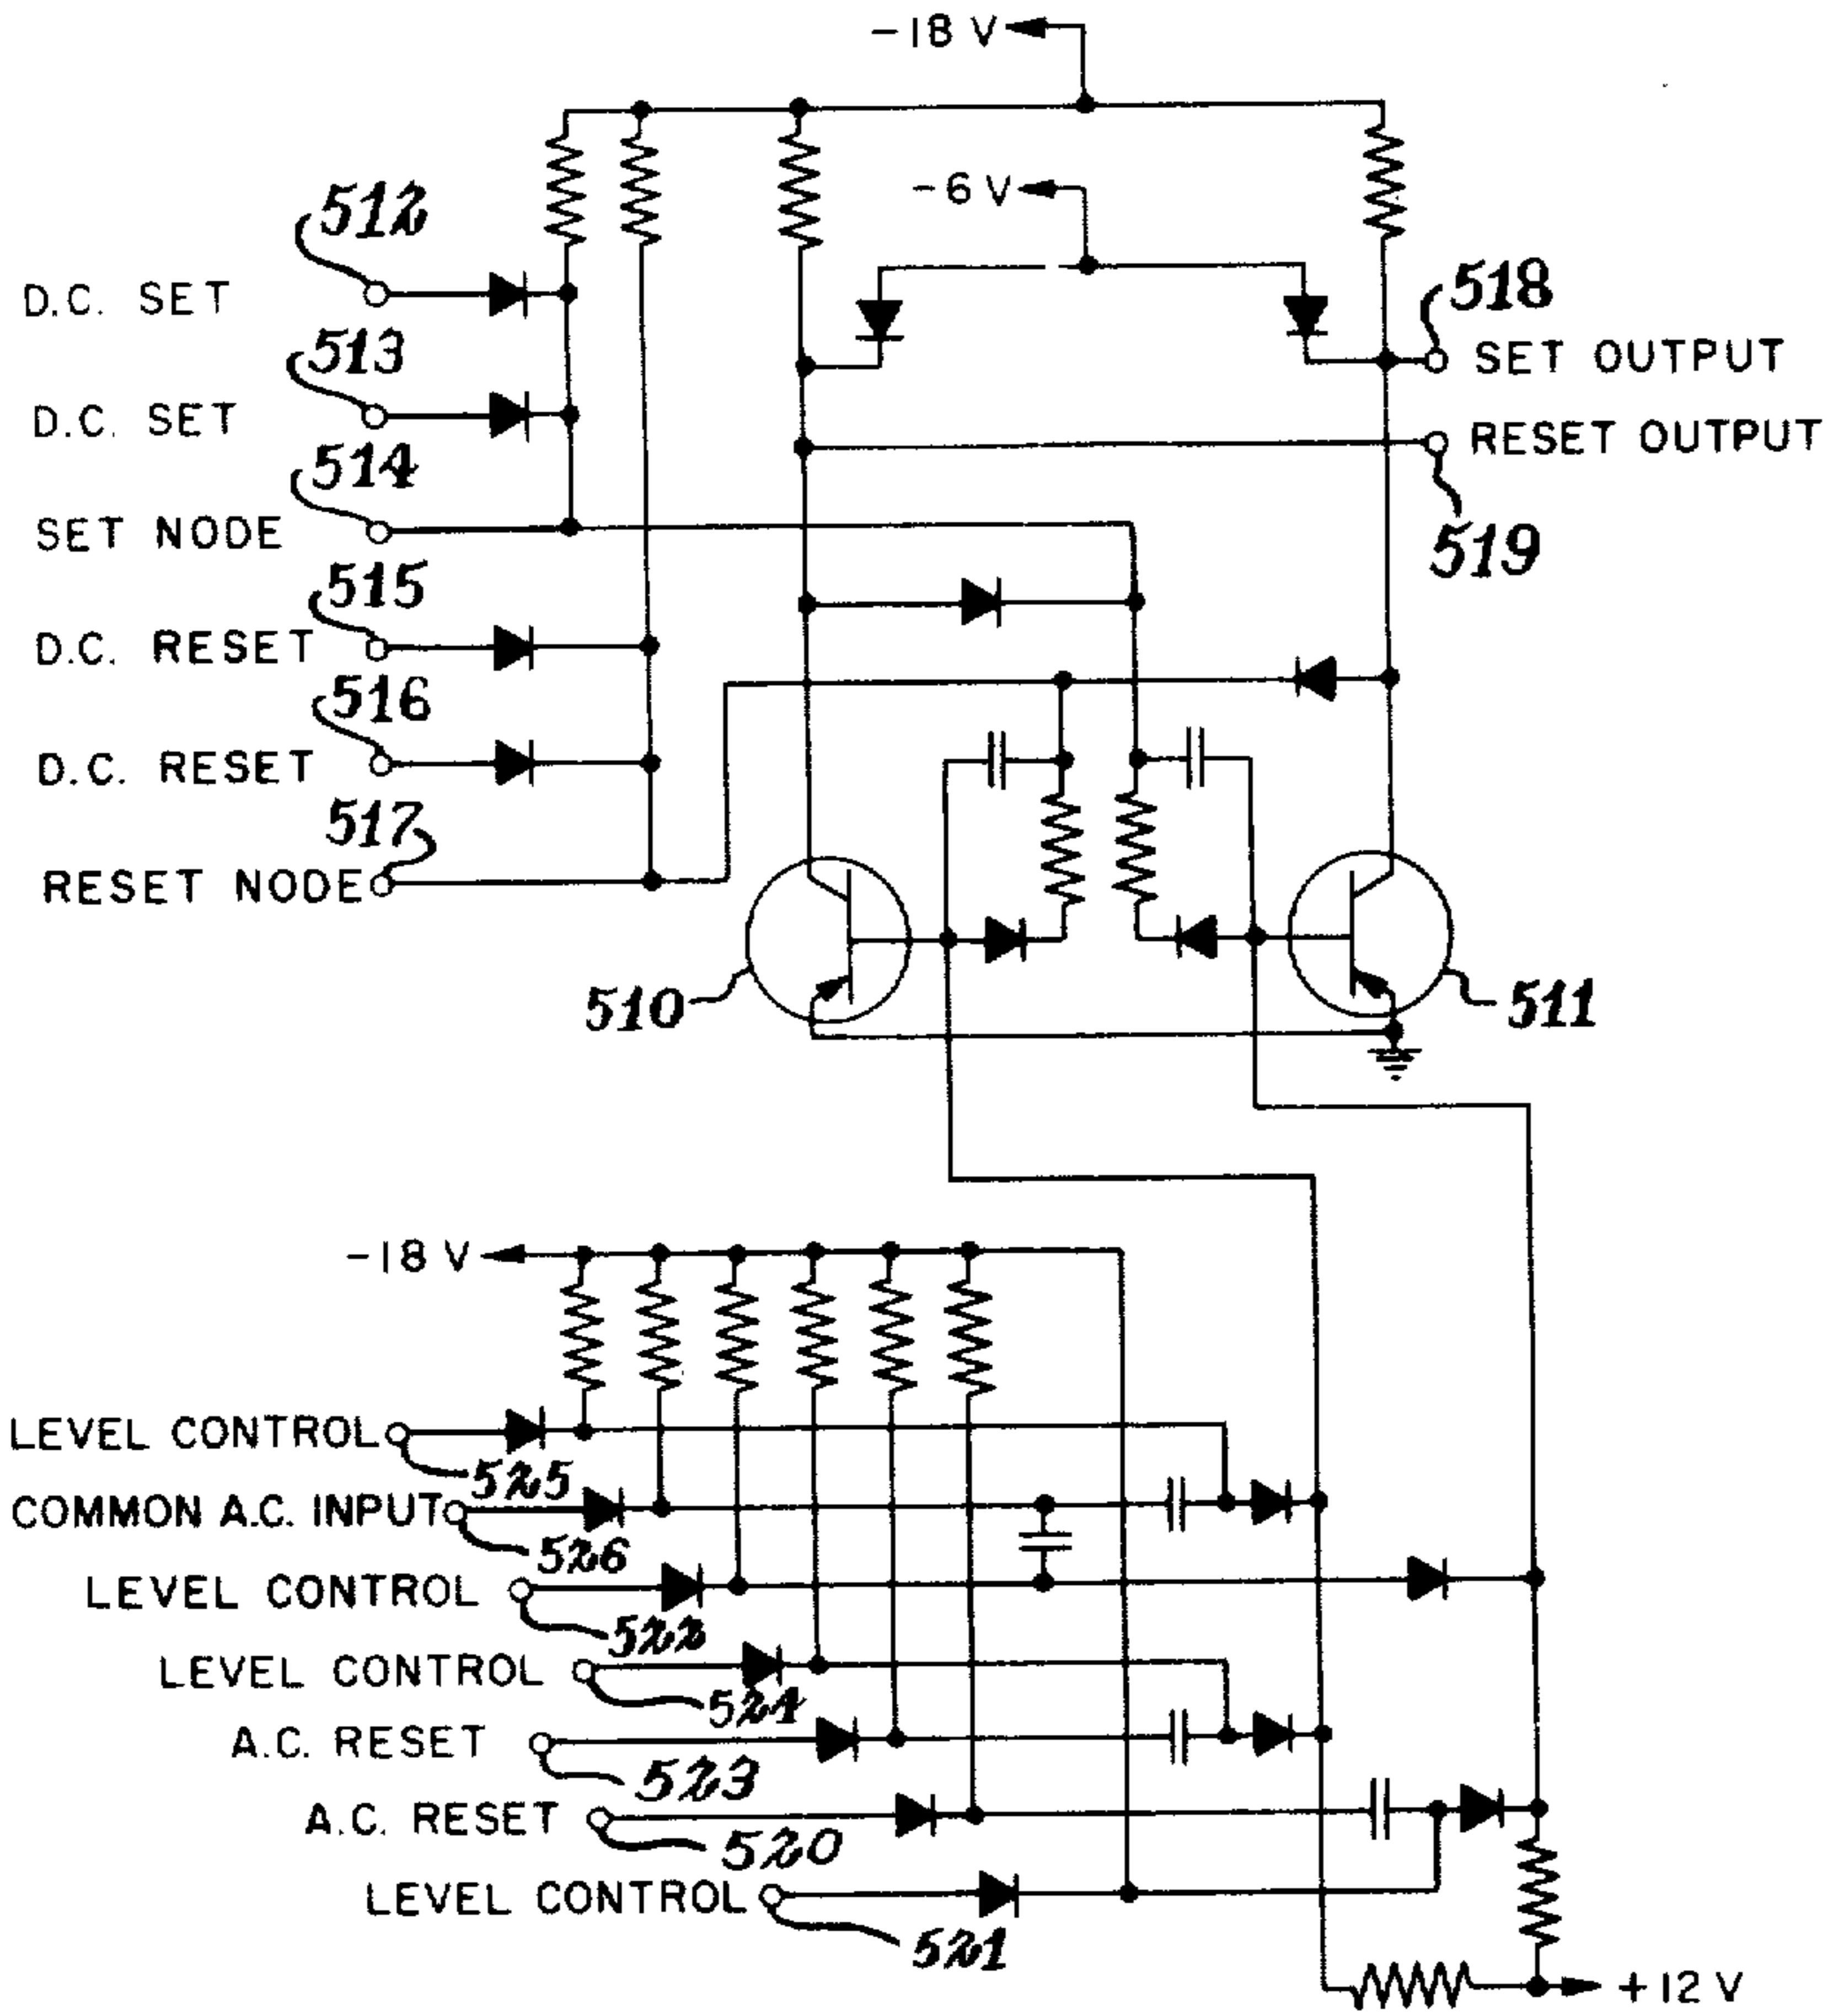 -18 V
-6 V
512
D.C. SET
518
SET OUTPUT
513
D.C. SET
RESET OUTPUT
514
SET NODE
519
515
D.C. RESET
516
D.C. RESET
517
RESET NODE
510
511
-18 V
LEVEL CONTROL
525
COMMON A.C. INPUT
526
LEVEL CONTROL
522
LEVEL CONTROL
524
A.C. RESET
523
A.C. RESET
520
LEVEL CONTROL
521
+12 V